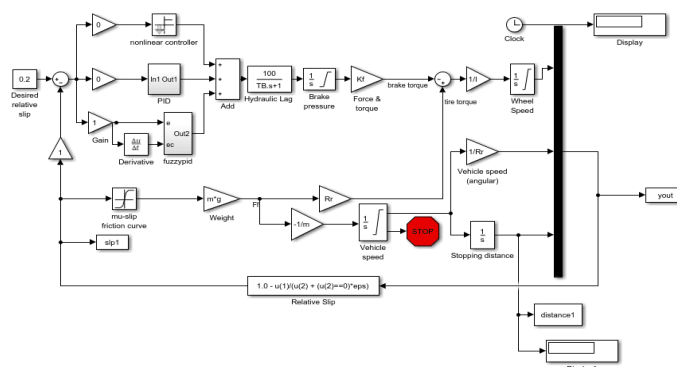 0
nonlinear controller
Clock
Display
0.2
Desired
relative
slip
0
In1 Out1
PID
+
+
+
Add
100
TB.s+1
Hydraulic Lag
1
s
Brake
pressure
Kf
Force &
torque
brake torque
tire torque
1/I
1
s
Wheel
Speed
1
Gain
Δu
Δt
Derivative
e
ec
Out2
fuzzypid
1
1/Rr
Vehicle speed
(angular)
yout
mu-slip
friction curve
m*g
Weight
Ff
Rr
-1/m
1
s
Vehicle
speed
STOP
1
s
Stopping distance
slp1
1.0 - u(1)/(u(2) + (u(2)==0)*eps)
Relative Slip
distance1